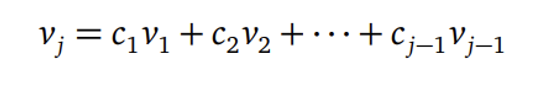 v_j = c_1v_1 + c_2v_2 + ⋯ + c_{j−1}v_{j−1}